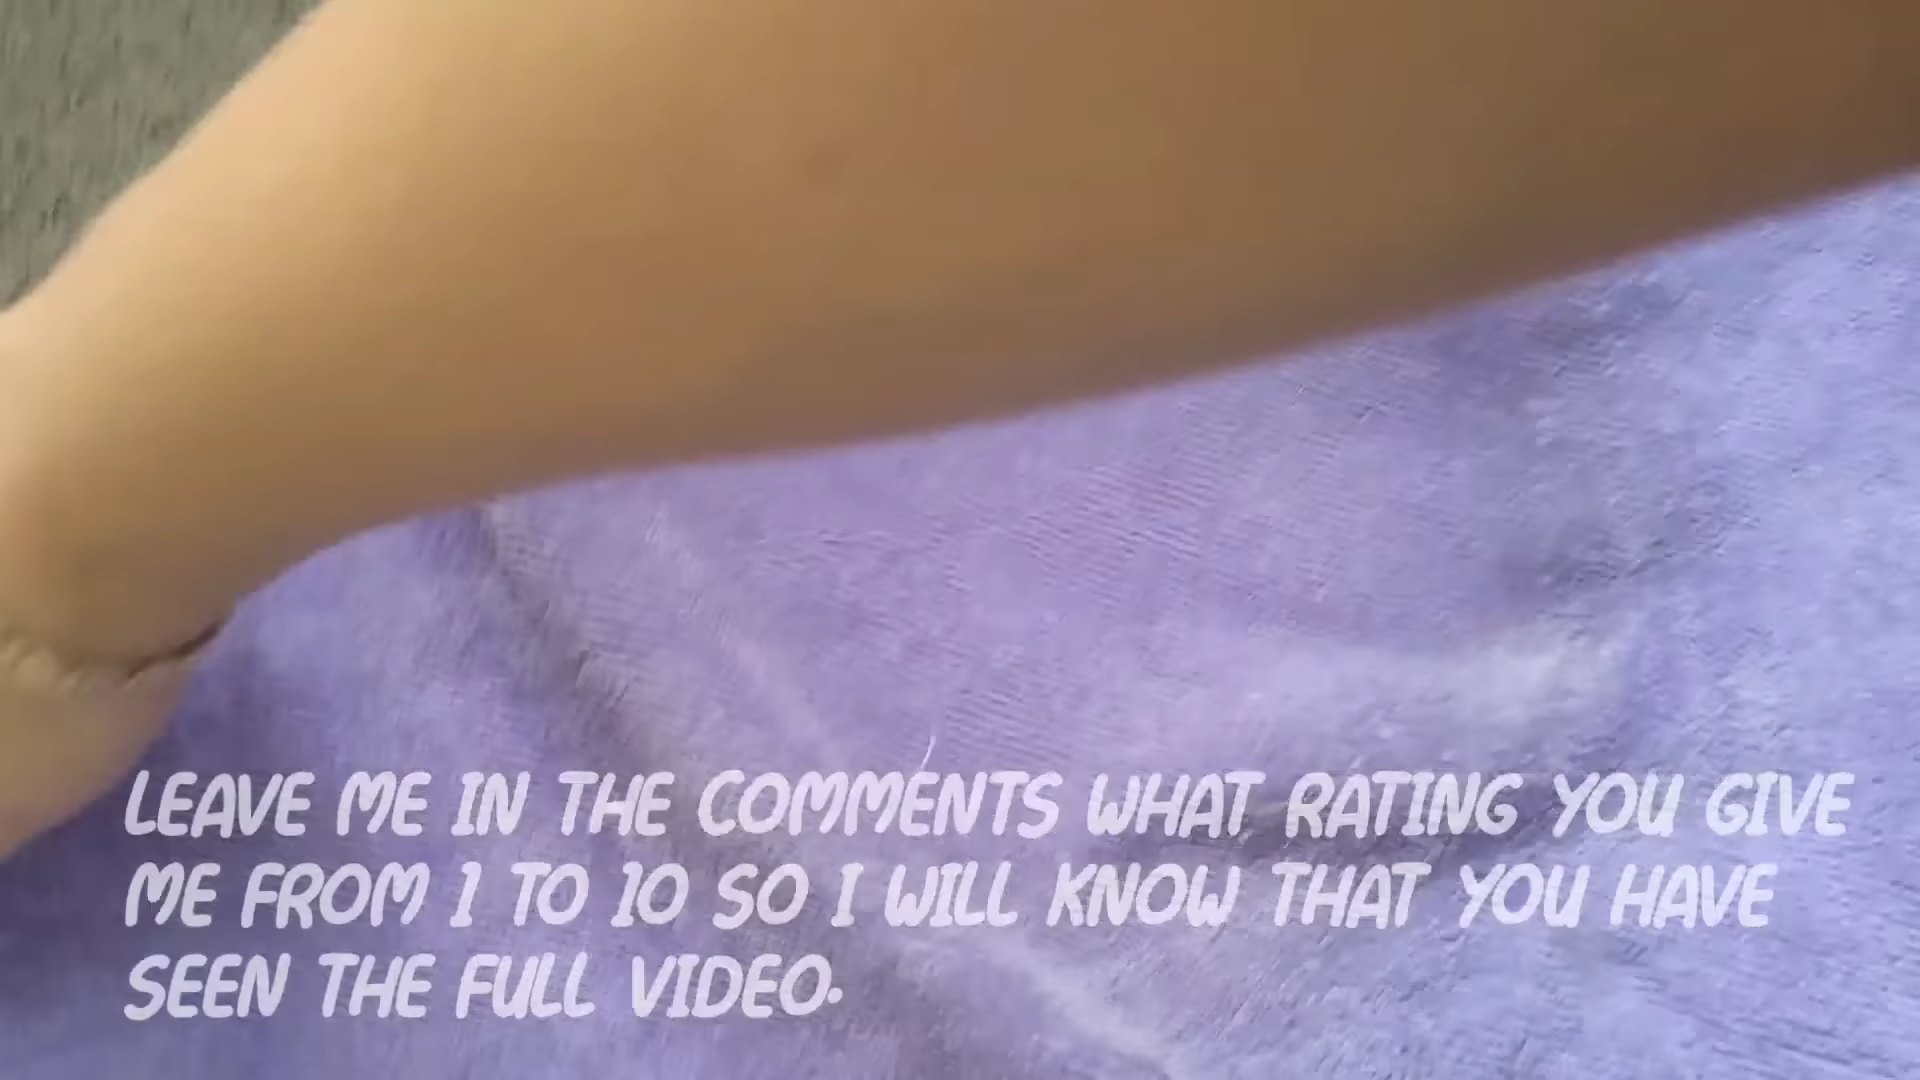 LEAVE ME IN THE COMMENTS WHAT RATING YOU GIVE
ME FROM 1 TO 10 SO I WILL KNOW THAT YOU HAVE
SEEN THE FULL VIDEO.